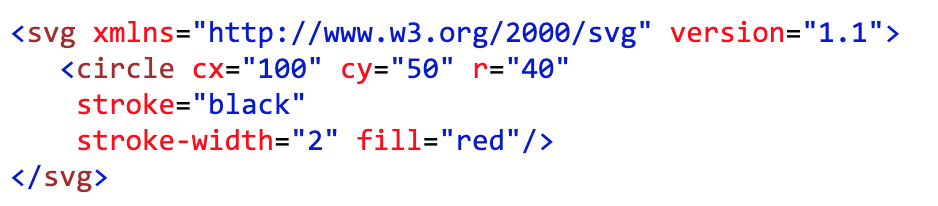 <svg xmlns="http://www.w3.org/2000/svg" version="1.1">
<circle cx="100" cy="50" r="40"
stroke="black"
stroke-width="2" fill="red"/>
</svg>